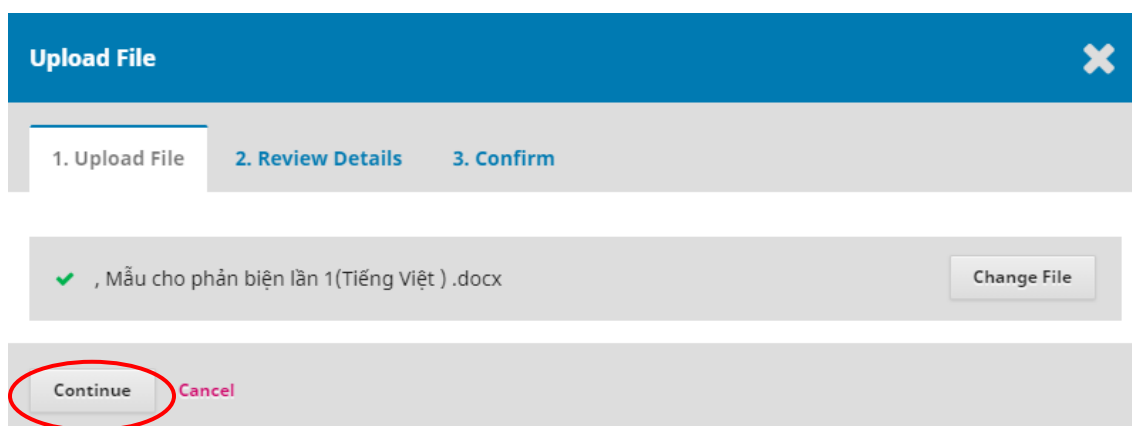 Upload File
1. Upload File 2. Review Details 3. Confirm
, Mẫu cho phản biện lần 1(Tiếng Việt ) .docx Change File
Continue Cancel